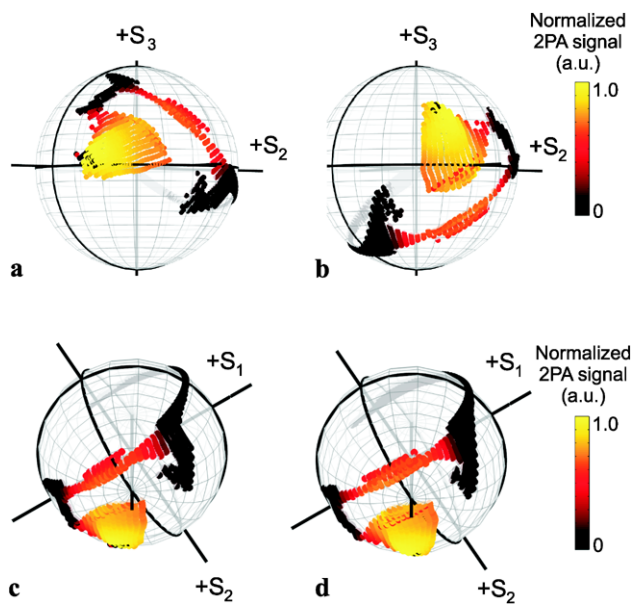 +S3
+S2
a
+S3
+S2
b
Normalized
2PA signal
(a.u.)
1.0
0
+S1
+S2
c
+S1
+S2
d
Normalized
2PA signal
(a.u.)
1.0
0